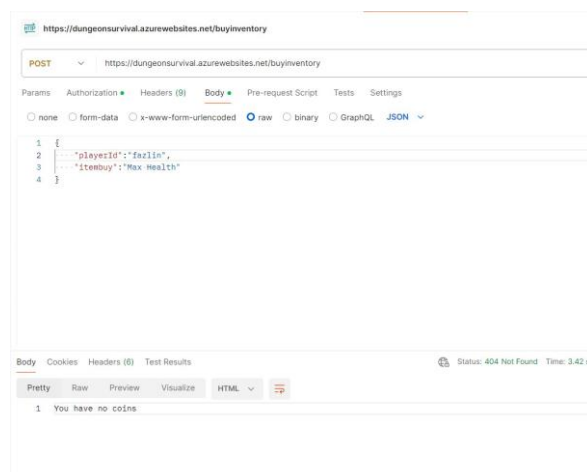 https://dungeonsurvival.azurewebsites.net/buyinventory
POST https://dungeonsurvival.azurewebsites.net/buyinventory
Params Authorization Headers (9) Body Pre-request Script Tests Settings
none form-data x-www-form-urlencoded raw binary GraphQL JSON
1 {
2 "playerId":"fazlin",
3 "itembuy":"Max Health"
4 }
Body Cookies Headers (6) Test Results Status: 404 Not Found Time: 3.42
Pretty Raw Preview Visualize HTML
1 You have no coins